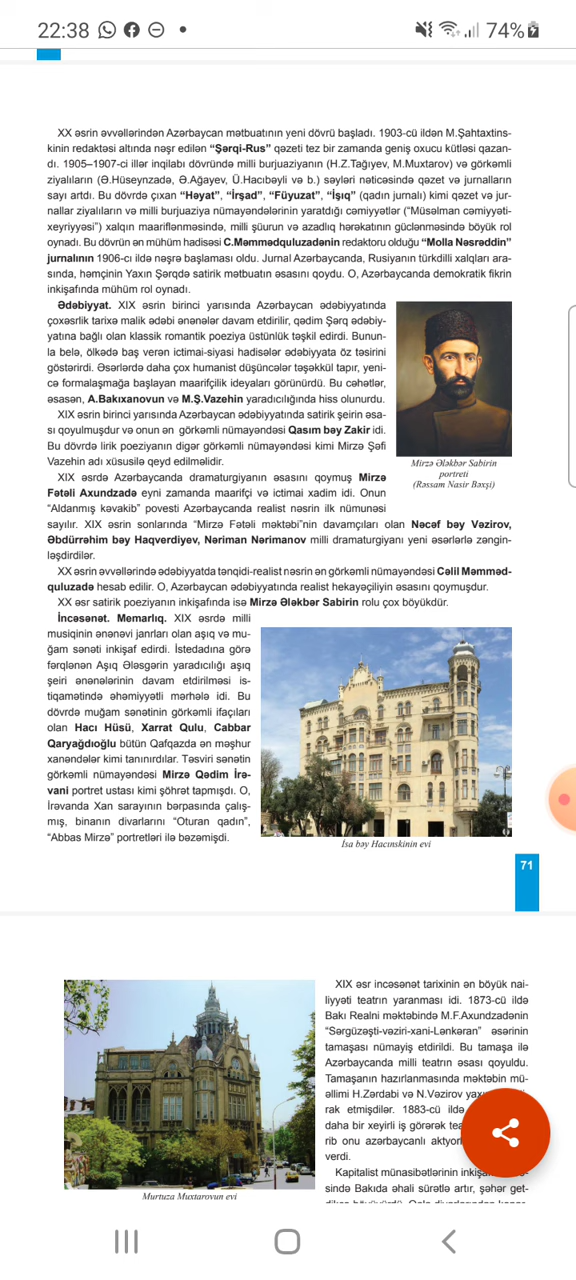 22:38
74%
XX əsrin əvvəllərindən Azərbaycan mətbuatının yeni dövrü başladı. 1903-cü ildən M.Şahtaxtins-
kinin redaktəsi altında nəşr edilən “Şərqi-Rus” qəzeti tez bir zamanda geniş oxucu kütləsi qazan-
dı. 1905–1907-ci illər inqilabı dövründə milli burjuaziyanın (H.Z.Tağıyev, M.Muxtarov) və görkəmli
ziyalıların (Ə.Hüseynzadə, Ə.Ağayev, Ü.Hacıbəyli və b.) səyləri nəticəsində qəzet və jurnalların
sayı artdı. Bu dövrdə çıxan “Həyat”, “İrşad”, “Füyuzat”, “İşıq” (qadın jurnalı) kimi qəzet və jur-
nallar ziyalıların və milli burjuaziya nümayəndələrinin yaratdığı cəmiyyətlər (“Müsəlman cəmiyyəti-
xeyriyyəsi”) xalqın maariflənməsində, milli şüurun və azadlıq hərəkatının güclənməsində böyük rol
oynadı. Bu dövrün ən mühüm hadisəsi C.Məmmədquluzadənin redaktoru olduğu “Molla Nəsrəddin”
jurnalının 1906-cı ildə nəşrə başlaması oldu. Jurnal Azərbaycanda, Rusiyanın türkdilli xalqları ara-
sında, həmçinin Yaxın Şərqdə satirik mətbuatın əsasını qoydu. O, Azərbaycanda demokratik fikrin
inkişafında mühüm rol oynadı.
Ədəbiyyat. XIX əsrin birinci yarısında Azərbaycan ədəbiyyatında
çoxəsrlik tarixə malik ədəbi ənənələr davam etdirilir, qədim Şərq ədəbiy-
yatına bağlı olan klassik romantik poeziya üstünlük təşkil edirdi. Bunun-
la belə, ölkədə baş verən ictimai-siyasi hadisələr ədəbiyyata öz təsirini
göstərirdi. Əsərlərdə daha çox humanist düşüncələr təşəkkül tapır, yeni-
cə formalaşmağa başlayan maarifçilik ideyaları görünürdü. Bu cəhətlər,
əsasən, A.Bakıxanovun və M.Ş.Vazehin yaradıcılığında hiss olunurdu.
XIX əsrin birinci yarısında Azərbaycan ədəbiyyatında satirik şeirin əsa-
sı qoyulmuşdur və onun ən görkəmli nümayəndəsi Qasım bəy Zakir idi.
Bu dövrdə lirik poeziyanın digər görkəmli nümayəndəsi kimi Mirzə Şəfi
Vazehin adı xüsusilə qeyd edilməlidir.
Mirzə Ələkbər Sabirin
portreti
(Rəssam Nasir Bəxşi)
XIX əsrdə Azərbaycanda dramaturgiyanın əsasını qoymuş Mirzə
Fətəli Axundzadə eyni zamanda maarifçi və ictimai xadim idi. Onun
“Aldanmış kəvakib” povesti Azərbaycanda realist nəsrin ilk nümunəsi
sayılır. XIX əsrin sonlarında “Mirzə Fətəli məktəbi”nin davamçıları olan Nəcəf bəy Vəzirov,
Əbdürrəhim bəy Haqverdiyev, Nəriman Nərimanov milli dramaturgiyanı yeni əsərlərlə zəngin-
ləşdirdilər.
XX əsrin əvvəllərində ədəbiyyatda tənqidi-realist nəsrin ən görkəmli nümayəndəsi Cəlil Məmməd-
quluzadə hesab edilir. O, Azərbaycan ədəbiyyatında realist hekayəçiliyin əsasını qoymuşdur.
XX əsr satirik poeziyanın inkişafında isə Mirzə Ələkbər Sabirin rolu çox böyükdür.
İncəsənət. Memarlıq. XIX əsrdə milli
musiqinin ənənəvi janrları olan aşıq və mu-
ğam sənəti inkişaf edirdi. İstedadına görə
fərqlənən Aşıq Ələsgərin yaradıcılığı aşıq
şeiri ənənələrinin davam etdirilməsi is-
tiqamətində əhəmiyyətli mərhələ idi. Bu
dövrdə muğam sənətinin görkəmli ifaçıları
olan Hacı Hüsü, Xarrat Qulu, Cabbar
Qaryağdıoğlu bütün Qafqazda ən məşhur
xanəndələr kimi tanınırdılar. Təsviri sənətin
görkəmli nümayəndəsi Mirzə Qədim İrə-
vani portret ustası kimi şöhrət tapmışdı. O,
İrəvanda Xan sarayının bərpasında çalış-
mış, binanın divarlarını “Oturan qadın”,
“Abbas Mirzə” portretləri ilə bəzəmişdi.
İsa bəy Hacınskinin evi
71
XIX əsr incəsənət tarixinin ən böyük nai-
liyyəti teatrın yaranması idi. 1873-cü ildə
Bakı Realni məktəbində M.F.Axundzadənin
“Sərgüzəşti-vəziri-xani-Lənkəran” əsərinin
tamaşası nümayiş etdirildi. Bu tamaşa ilə
Azərbaycanda milli teatrın əsası qoyuldu.
Tamaşanın hazırlanmasında məktəbin mü-
əllimi H.Zərdabi və N.Vəzirov
rak etmişdilər. 1883-cü ildə
daha bir xeyirli iş görərək
rib onu azərbaycanlı
verdi.
Kapitalist münasibətlərinin
sində Bakıda əhali sürətlə artır, şəhər get-
Murtuza Muxtarovun evi